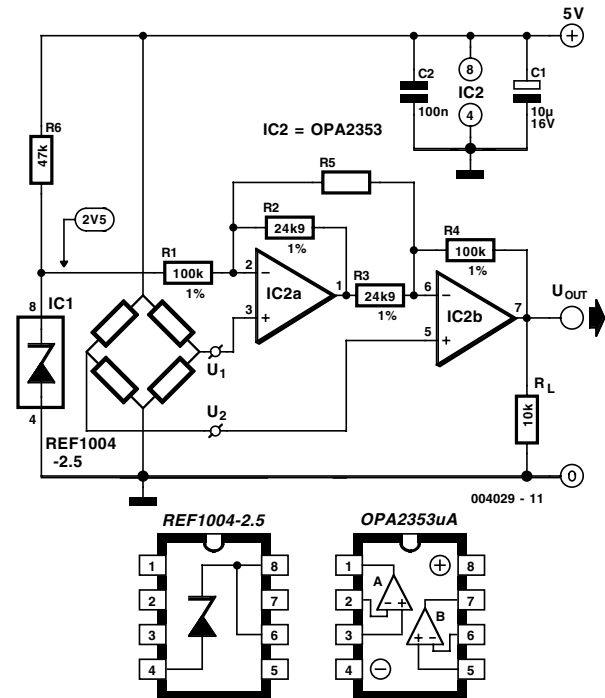 5V
+
C2
100n
8
IC2
4
C1
10µ
16V
IC2 = OPA2353
R6
47k
R5
2V5
R2
24k9
1%
R1
100k
1%
2
3
IC2a
1
R3
24k9
1%
R4
100k
1%
6
5
IC2b
7
UOUT
8
IC1
4
REF1004
-2.5
U1
U2
RL
10k
0
004029 - 11
REF1004-2.5
1
2
3
4
8
7
6
5
OPA2353uA
1
2
3
4
A
B
8
7
6
5